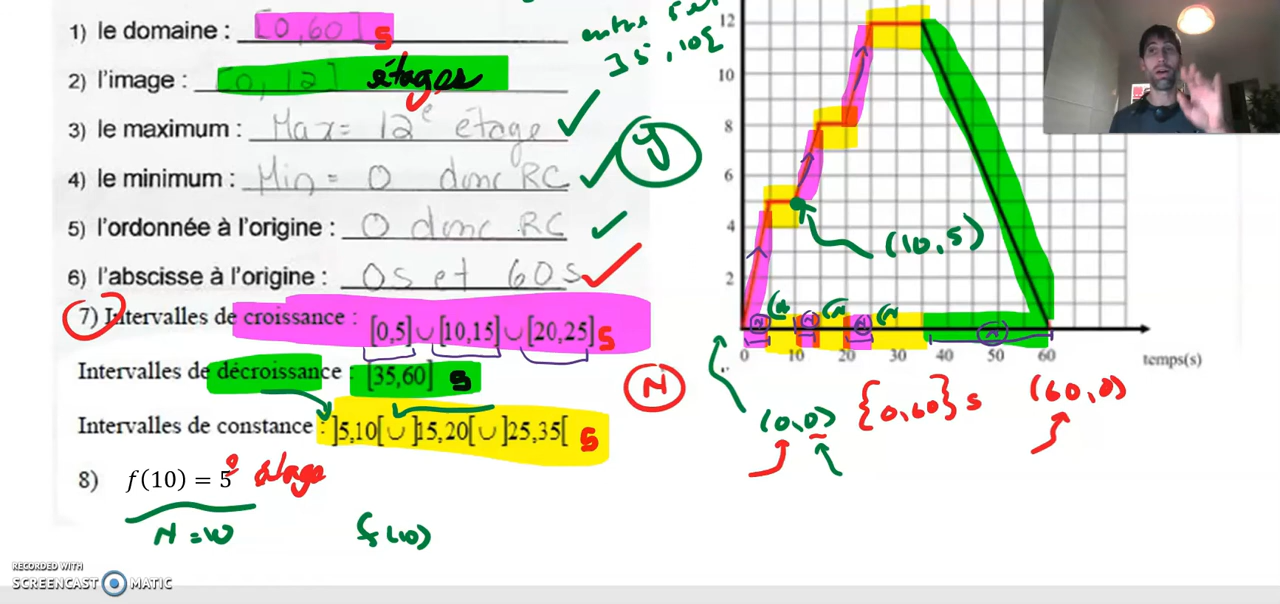 1) le domaine : [0,60] s
2) l'image : [0,12] étages
3) le maximum : Max = 12e étage
4) le minimum : Min = 0 donc RC
5) l'ordonnée à l'origine : 0 donc RC
6) l'abscisse à l'origine : 0s et 60s
7) Intervalles de croissance : [0,5]∪[10,15]∪[20,25] s
Intervalles de décroissance : [35,60] s
Intervalles de constance : ]5,10[∪]15,20[∪]25,35[ s
8) f(10) = 5e étage
f(10)
entre
y
12
10
8
6
4
2
(10,5)
0 10 20 30 40 50 60
temps(s)
(0,0)
{0,60} s
(60,0)
RECORDED WITH
SCREENCAST MATIC